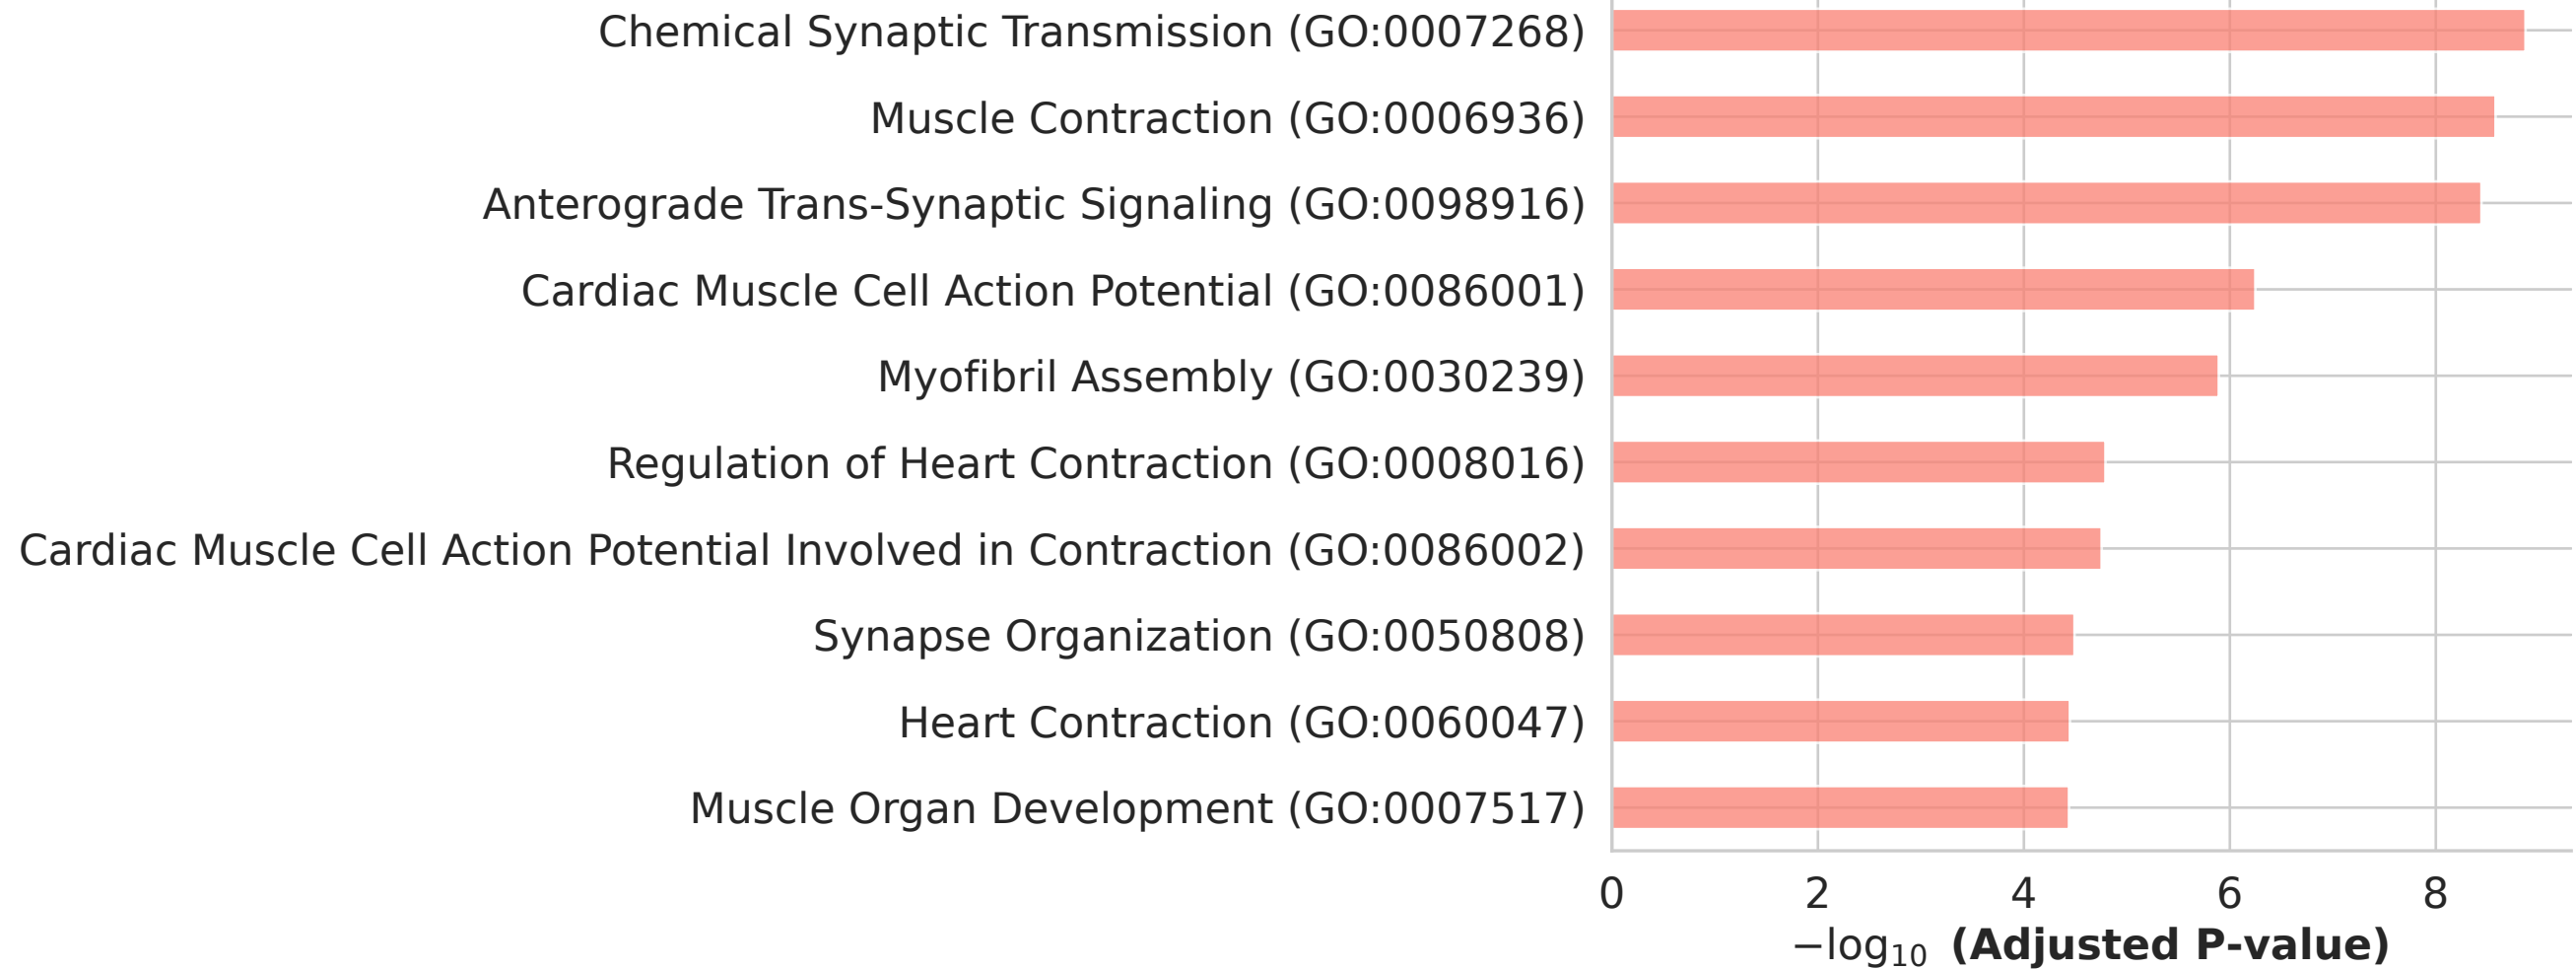 Chemical Synaptic Transmission (GO:0007268)
Muscle Contraction (GO:0006936)
Anterograde Trans-Synaptic Signaling (GO:0098916)
Cardiac Muscle Cell Action Potential (GO:0086001)
Myofibril Assembly (GO:0030239)
Regulation of Heart Contraction (GO:0008016)
Cardiac Muscle Cell Action Potential Involved in Contraction (GO:0086002)
Synapse Organization (GO:0050808)
Heart Contraction (GO:0060047)
Muscle Organ Development (GO:0007517)
0 2 4 6 8
−log₁₀ (Adjusted P-value)